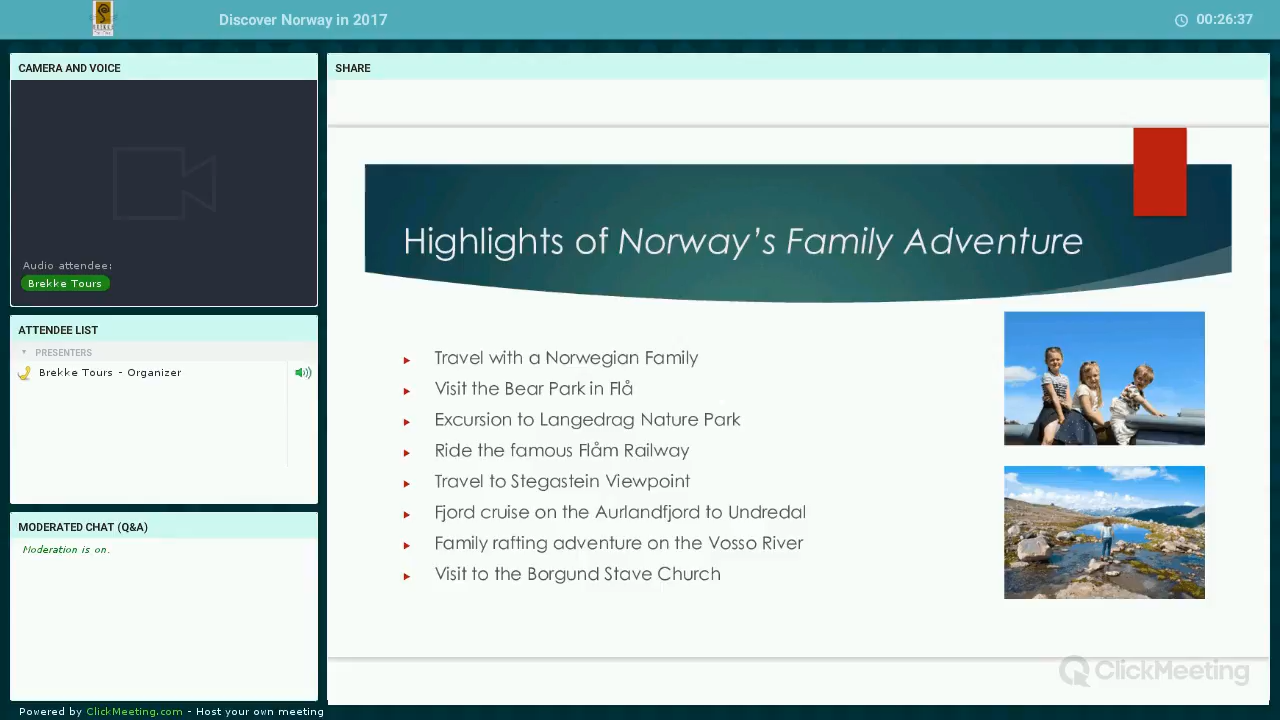 Discover Norway in 2017
00:26:37
CAMERA AND VOICE
Audio attendee:
Brekke Tours
ATTENDEE LIST
PRESENTERS
Brekke Tours - Organizer
MODERATED CHAT (Q&A)
Moderation is on.
Powered by ClickMeeting.com - Host your own meeting
SHARE
Highlights of Norway's Family Adventure
Travel with a Norwegian Family
Visit the Bear Park in Flå
Excursion to Langedrag Nature Park
Ride the famous Flåm Railway
Travel to Stegastein Viewpoint
Fjord cruise on the Aurlandfjord to Undredal
Family rafting adventure on the Vosso River
Visit to the Borgund Stave Church
ClickMeeting